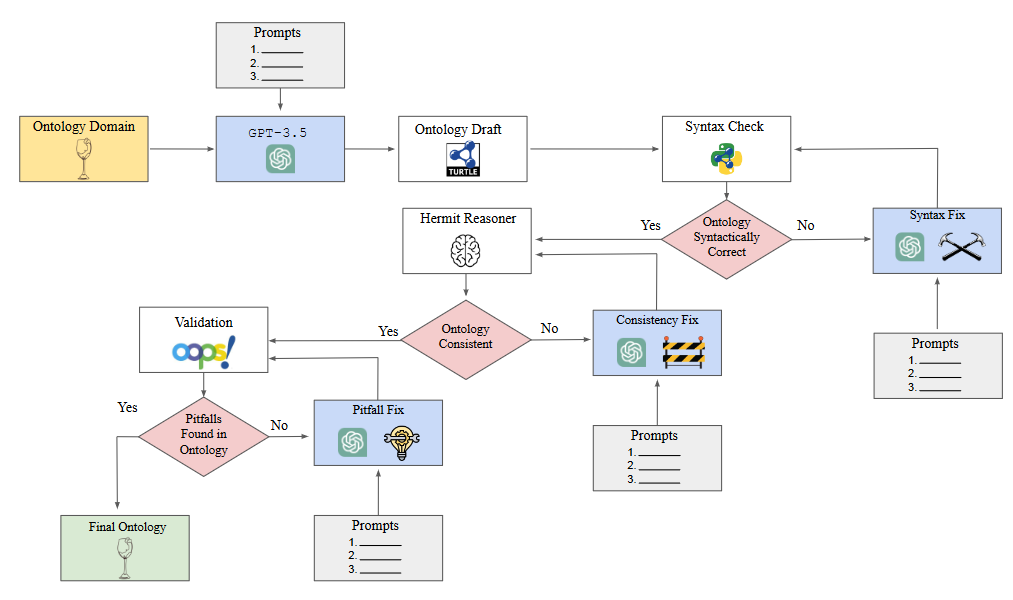 Prompts
1.
2.
3.
Ontology Domain
GPT-3.5
Ontology Draft
TURTLE
Syntax Check
Hermit Reasoner
Yes
Ontology
Syntactically
Correct
No
Syntax Fix
Validation
oops!
Yes
Ontology
Consistent
No
Consistency Fix
Prompts
1.
2.
3.
Yes
Pitfalls
Found in
Ontology
No
Pitfall Fix
Prompts
1.
2.
3.
Final Ontology
Prompts
1.
2.
3.